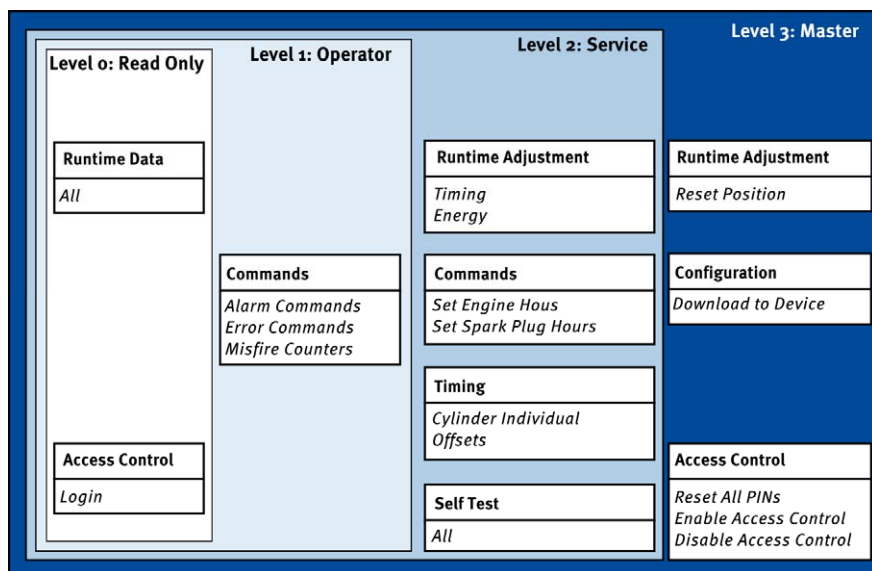 Level 0: Read Only
Runtime Data
All
Access Control
Login
Level 1: Operator
Commands
Alarm Commands
Error Commands
Misfire Counters
Level 2: Service
Runtime Adjustment
Timing
Energy
Commands
Set Engine Hous
Set Spark Plug Hours
Timing
Cylinder Individual
Offsets
Self Test
All
Level 3: Master
Runtime Adjustment
Reset Position
Configuration
Download to Device
Access Control
Reset All PINs
Enable Access Control
Disable Access Control